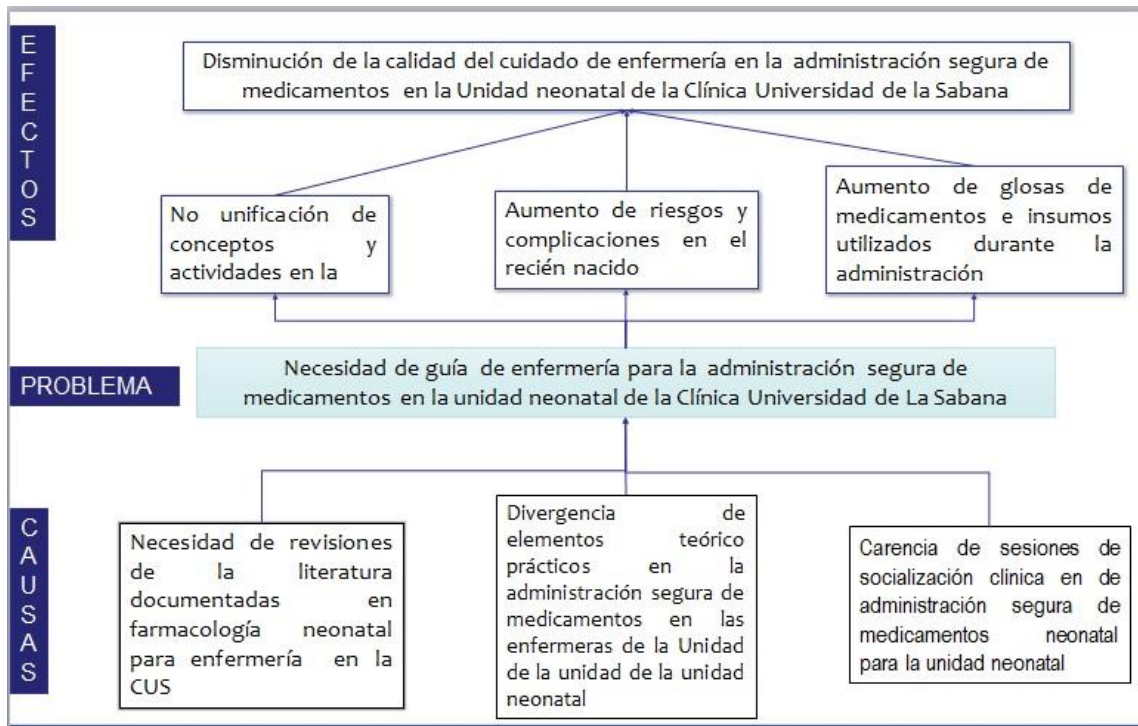 EFECTOS
Disminución de la calidad del cuidado de enfermería en la administración segura de
medicamentos en la Unidad neonatal de la Clínica Universidad de la Sabana
No unificación de
conceptos y
actividades en la
Aumento de riesgos y
complicaciones en el
recién nacido
Aumento de glosas de
medicamentos e insumos
utilizados durante la
administración
PROBLEMA
Necesidad de guía de enfermería para la administración segura de
medicamentos en la unidad neonatal de la Clínica Universidad de La Sabana
CAUSAS
Necesidad de revisiones
de la literatura
documentadas en
farmacología neonatal
para enfermería en la
CUS
Divergencia de
elementos teórico
prácticos en la
administración segura de
medicamentos en las
enfermeras de la Unidad
de la unidad de la unidad
neonatal
Carencia de sesiones de
socialización clínica en de
administración segura de
medicamentos neonatal
para la unidad neonatal